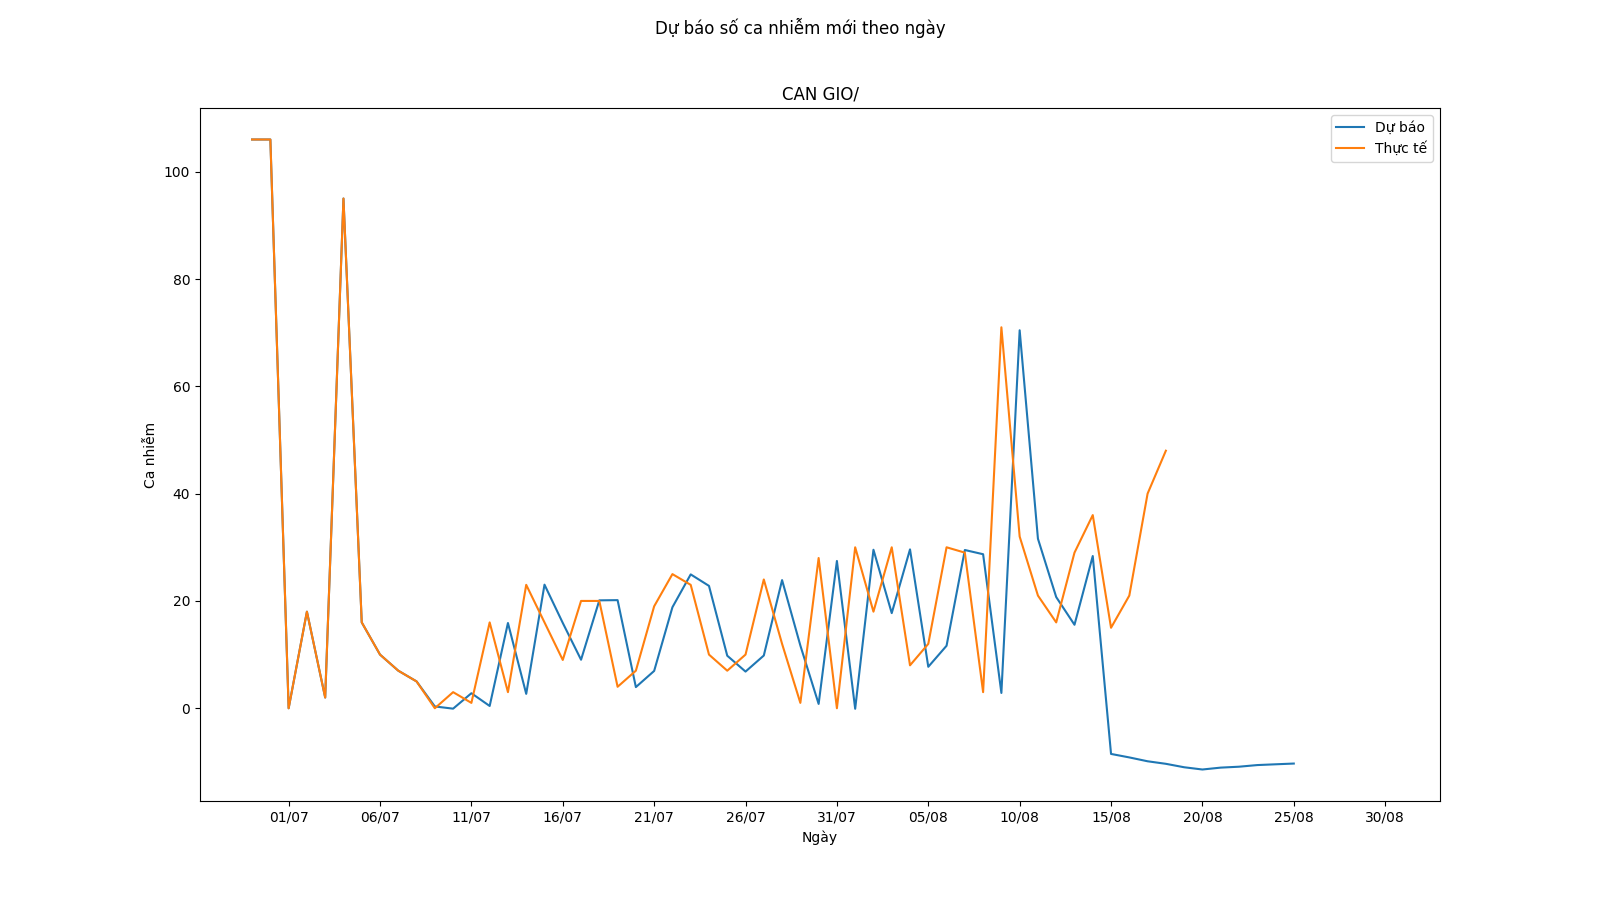 Dự báo số ca nhiễm mới theo ngày
CAN GIO/
Dự báo
Thực tế
Ca nhiễm
100
80
60
40
20
0
01/07 06/07 11/07 16/07 21/07 26/07 31/07 05/08 10/08 15/08 20/08 25/08 30/08
Ngày